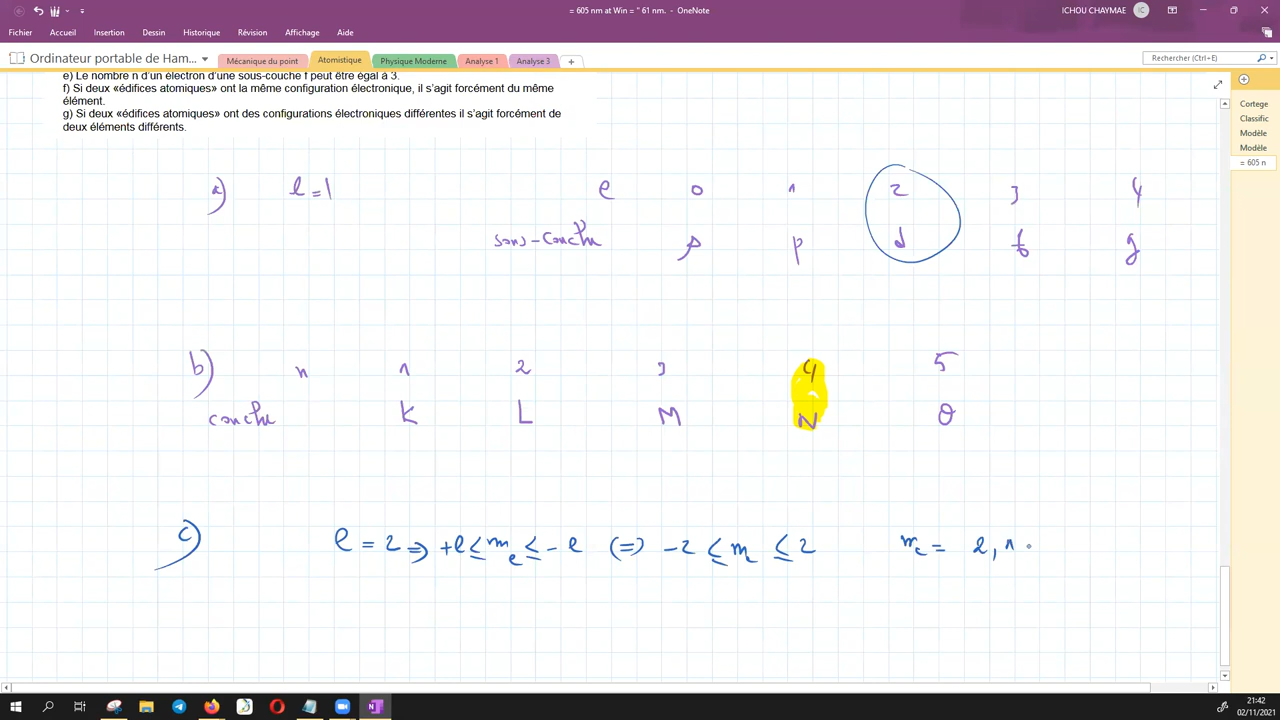 = 605 nm at Win = " 61 nm. - OneNote
ICHOU CHAYMAE IC
Fichier Accueil Insertion Dessin Historique Révision Affichage Aide
Ordinateur portable de Ham... Mécanique du point Atomistique Physique Moderne Analyse 1 Analyse 3 +
Rechercher (Ctrl+E)
e) Le nombre n d'un électron d'une sous-couche f peut être égal à 3.
f) Si deux «édifices atomiques» ont la même configuration électronique, il s'agit forcément du même
élément.
g) Si deux «édifices atomiques» ont des configurations électroniques différentes il s'agit forcément de
deux éléments différents.
Cortege
Classific
Modèle
Modèle
= 605 n
a) l = 1
l 0 1 2 3 4
sous-couche s p d f g
b) n 1 2 3 4 5
couche K L M N O
c) l = 2 => +l ≤ m_e ≤ - l (=) -2 ≤ m_l ≤ 2 m_l = 2, 1
21:42
02/11/2021